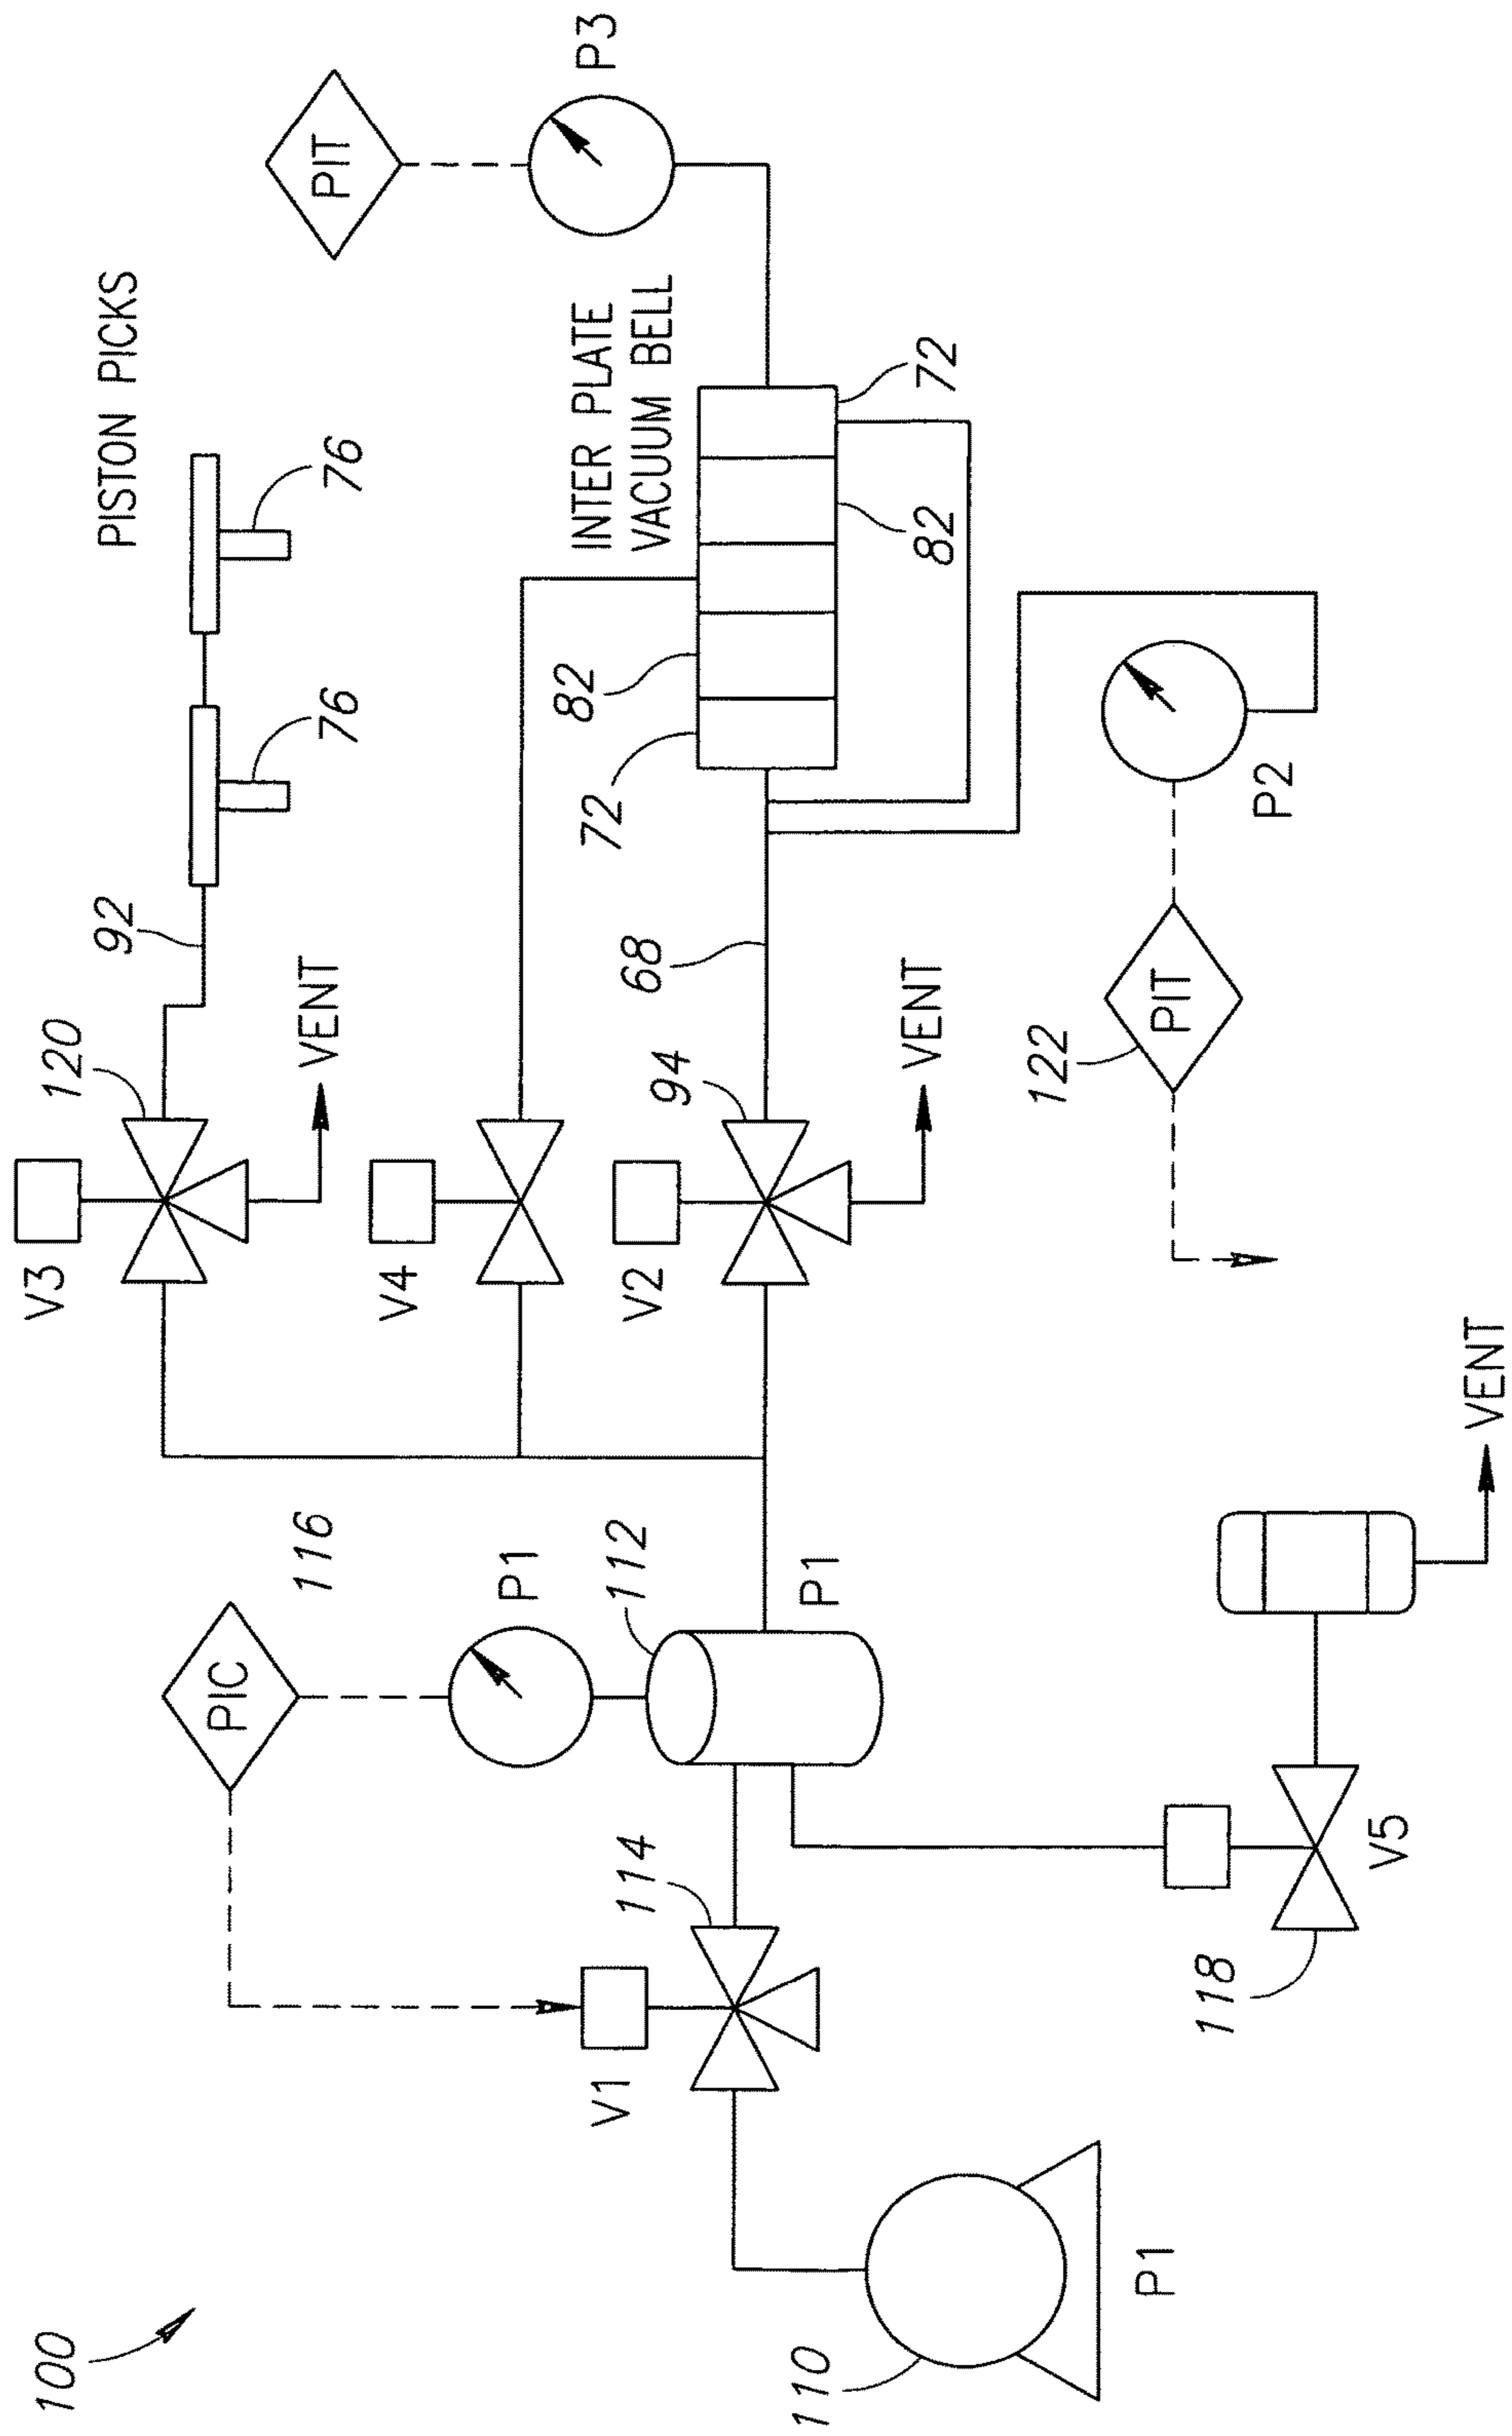 100
110
P1
V1
114
PIC
116
P1
112
P1
118
V5
VENT
V3
120
VENT
92
76
76
PISTON PICKS
V4
V2
94
VENT
68
72
82
INTER PLATE
VACUUM BELL
82
72
PIT
P3
122
PIT
P2